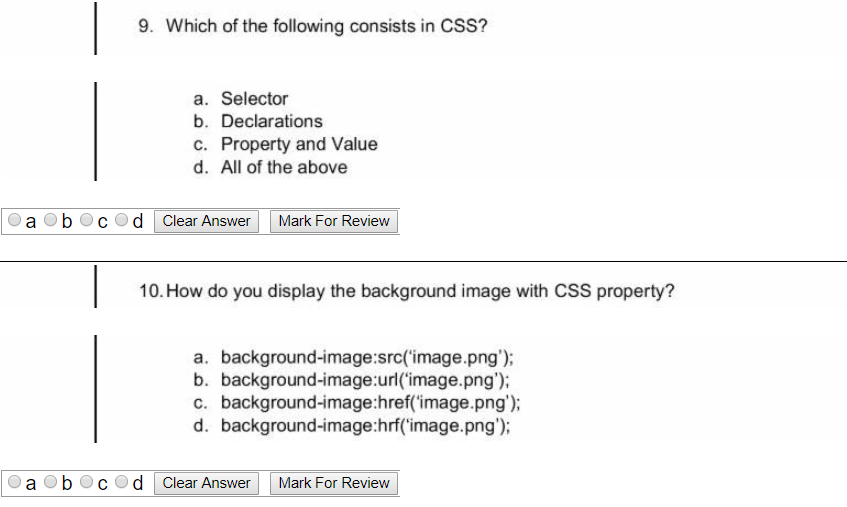 9. Which of the following consists in CSS?
a. Selector
b. Declarations
c. Property and Value
d. All of the above
a b c d Clear Answer Mark For Review
10. How do you display the background image with CSS property?
a. background-image:src(‘image.png’);
b. background-image:url(‘image.png’);
c. background-image:href(‘image.png’);
d. background-image:hrf(‘image.png’);
a b c d Clear Answer Mark For Review